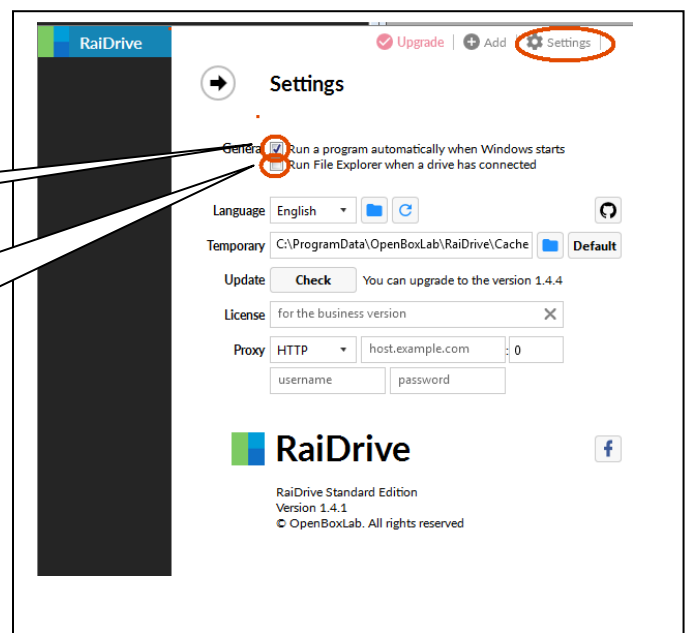 RaiDrive
Upgrade Add Settings
Settings
General Run a program automatically when Windows starts
Run File Explorer when a drive has connected
Language English
Temporary C:\ProgramData\OpenBoxLab\RaiDrive\Cache Default
Update Check You can upgrade to the version 1.4.4
License for the business version
Proxy HTTP host.example.com : 0
username password
RaiDrive
RaiDrive Standard Edition
Version 1.4.1
© OpenBoxLab. All rights reserved